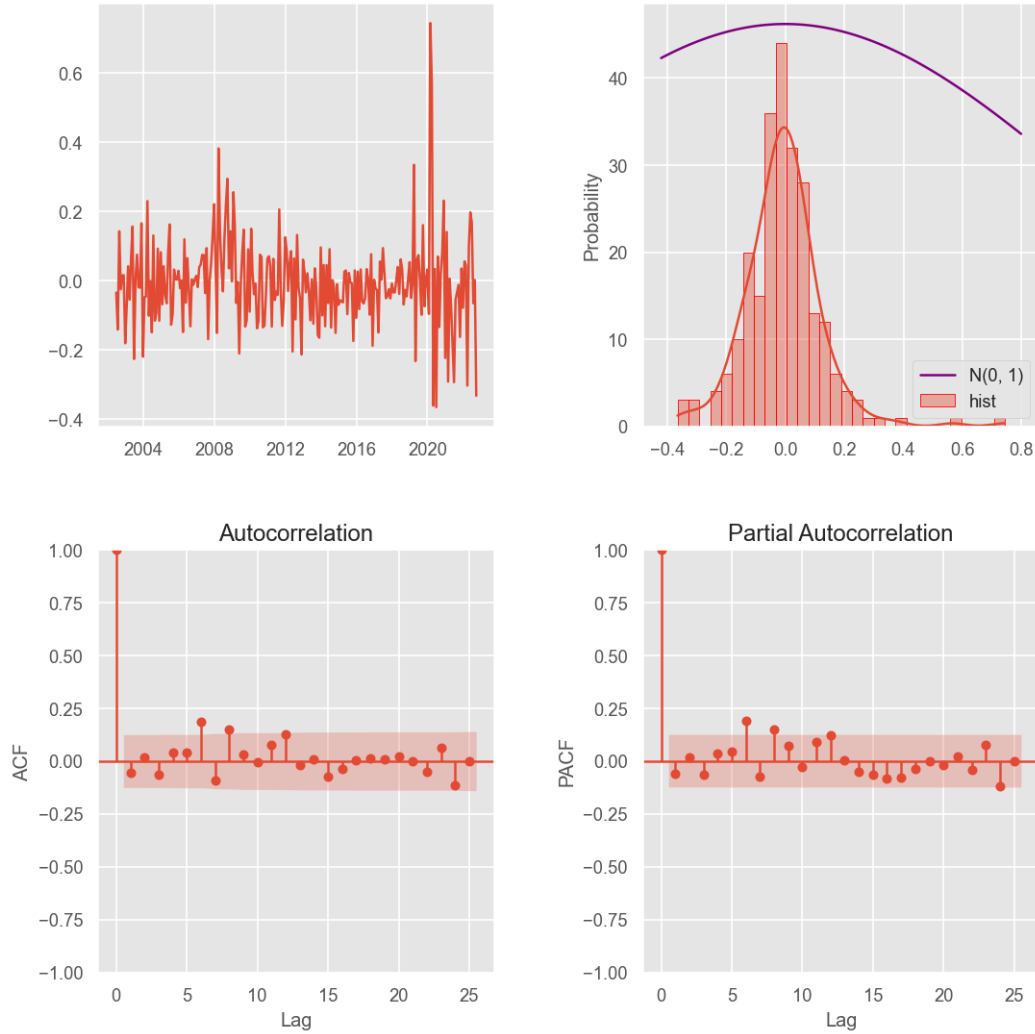 0.6
0.4
0.2
0.0
−0.2
−0.4
2004 2008 2012 2016 2020
Probability
40
30
20
10
0
N(0, 1)
hist
−0.4 −0.2 0.0 0.2 0.4 0.6 0.8
Autocorrelation
ACF
1.00
0.75
0.50
0.25
0.00
−0.25
−0.50
−0.75
−1.00
0 5 10 15 20 25
Lag
Partial Autocorrelation
PACF
1.00
0.75
0.50
0.25
0.00
−0.25
−0.50
−0.75
−1.00
0 5 10 15 20 25
Lag